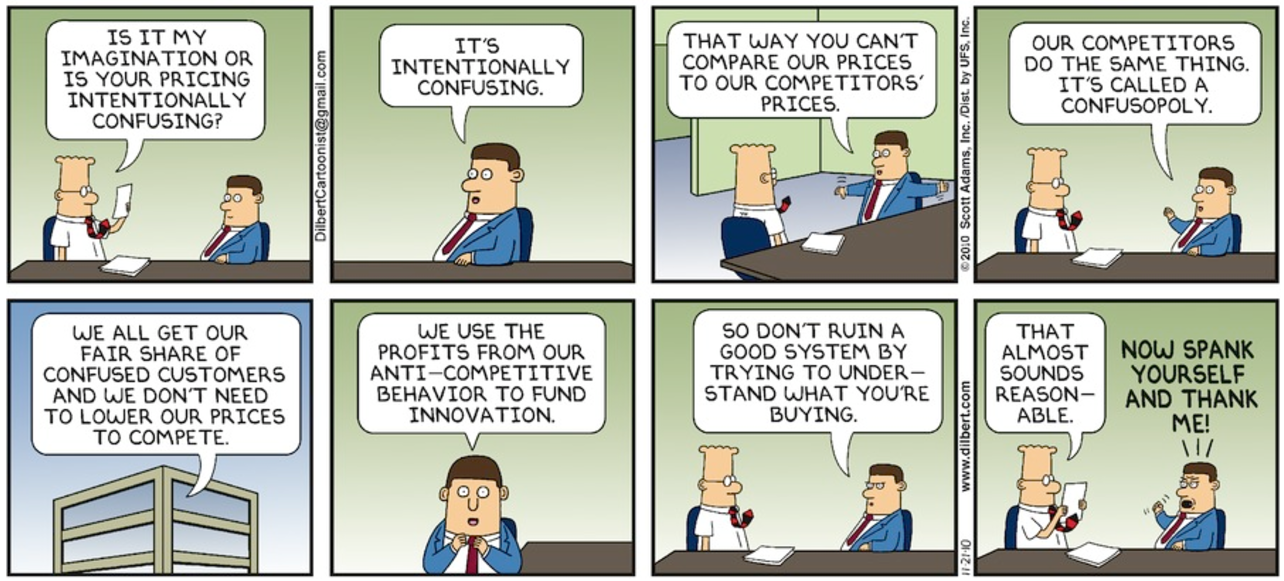 IS IT MY
IMAGINATION OR
IS YOUR PRICING
INTENTIONALLY
CONFUSING?
DilbertCartoonist@gmail.com
IT'S
INTENTIONALLY
CONFUSING.
THAT WAY YOU CAN'T
COMPARE OUR PRICES
TO OUR COMPETITORS'
PRICES.
© 2010 Scott Adams, Inc. /Dist. by UFS, Inc.
OUR COMPETITORS
DO THE SAME THING.
IT'S CALLED A
CONFUSOPOLY.
WE ALL GET OUR
FAIR SHARE OF
CONFUSED CUSTOMERS
AND WE DON'T NEED
TO LOWER OUR PRICES
TO COMPETE.
WE USE THE
PROFITS FROM OUR
ANTI-COMPETITIVE
BEHAVIOR TO FUND
INNOVATION.
SO DON'T RUIN A
GOOD SYSTEM BY
TRYING TO UNDER-
STAND WHAT YOU'RE
BUYING.
11-21-10 www.dilbert.com
THAT
ALMOST
SOUNDS
REASON-
ABLE.
NOW SPANK
YOURSELF
AND THANK
ME!